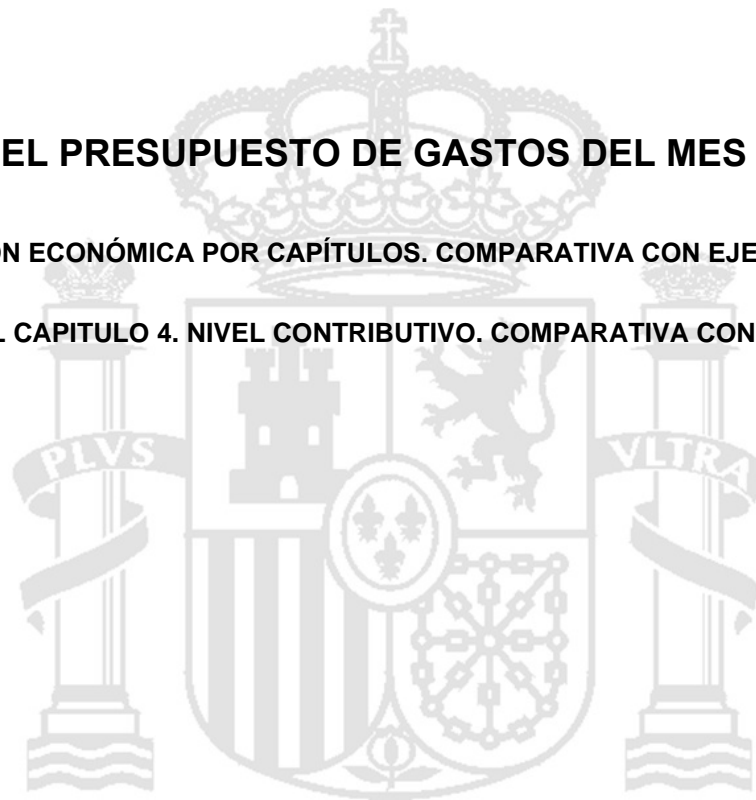 EL PRESUPUESTO DE GASTOS DEL MES
ÓN ECONÓMICA POR CAPÍTULOS. COMPARATIVA CON EJE
L CAPITULO 4. NIVEL CONTRIBUTIVO. COMPARATIVA CON
PLVS VLTRA